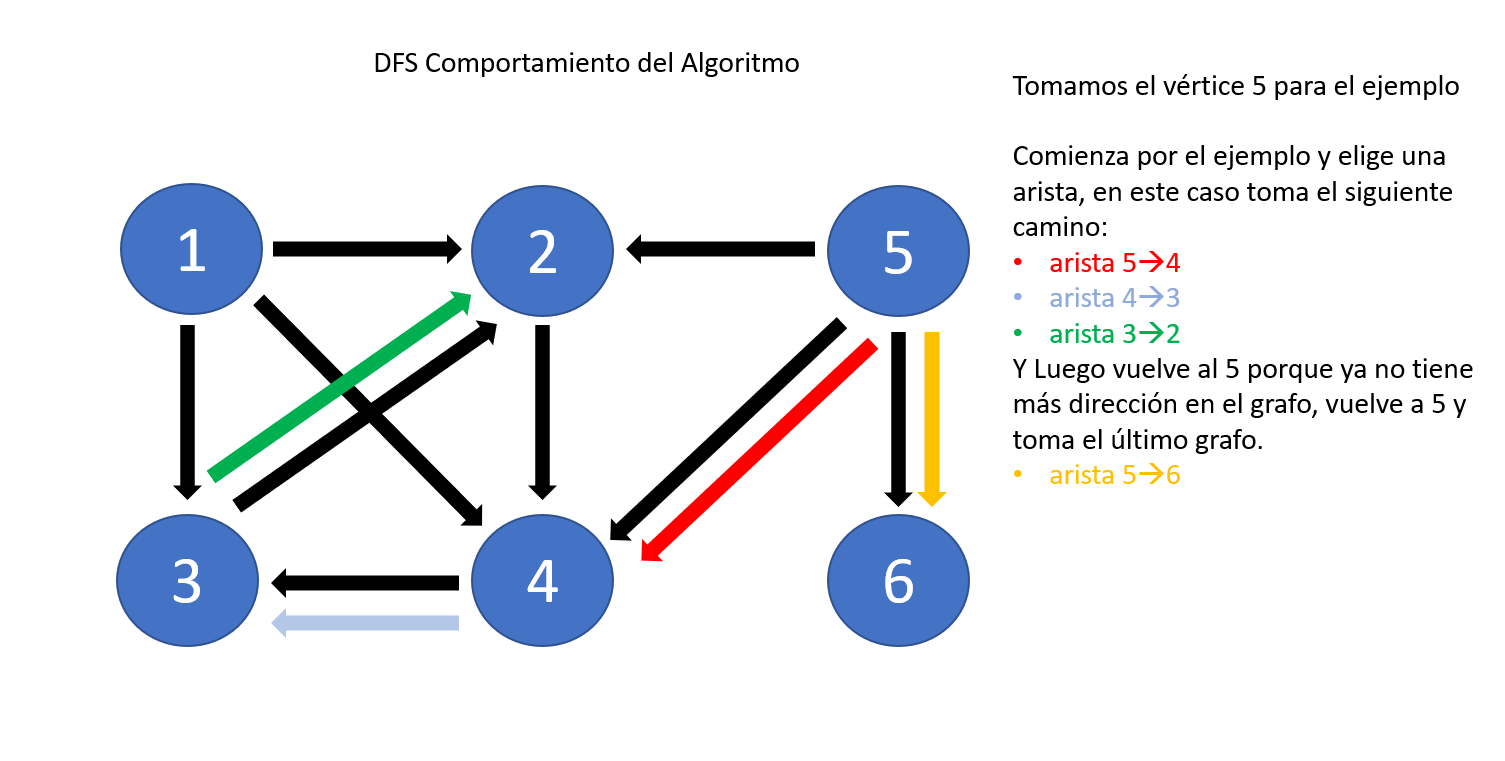 DFS Comportamiento del Algoritmo
Tomamos el vértice 5 para el ejemplo
Comienza por el ejemplo y elige una
arista, en este caso toma el siguiente
camino:
• arista 5→4
• arista 4→3
• arista 3→2
Y Luego vuelve al 5 porque ya no tiene
más dirección en el grafo, vuelve a 5 y
toma el último grafo.
• arista 5→6
1
2
5
3
4
6